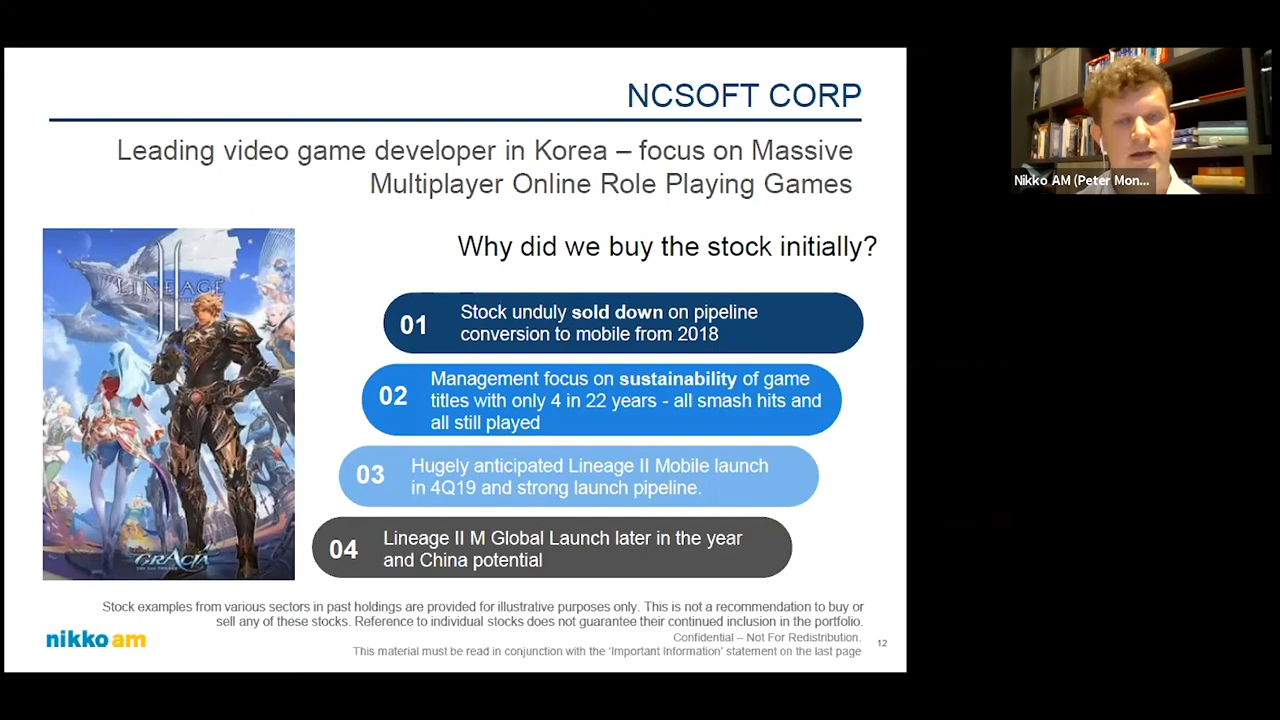 NCSOFT CORP
Leading video game developer in Korea – focus on Massive
Multiplayer Online Role Playing Games
Why did we buy the stock initially?
LINEAGE
GRACIA
01
Stock unduly sold down on pipeline
conversion to mobile from 2018
02
Management focus on sustainability of game
titles with only 4 in 22 years - all smash hits and
all still played
03
Hugely anticipated Lineage II Mobile launch
in 4Q19 and strong launch pipeline.
04
Lineage II M Global Launch later in the year
and China potential
Stock examples from various sectors in past holdings are provided for illustrative purposes only. This is not a recommendation to buy or
sell any of these stocks. Reference to individual stocks does not guarantee their continued inclusion in the portfolio.
Confidential – Not For Redistribution.
This material must be read in conjunction with the 'Important Information' statement on the last page
12
nikko am
Nikko AM (Peter Mon...